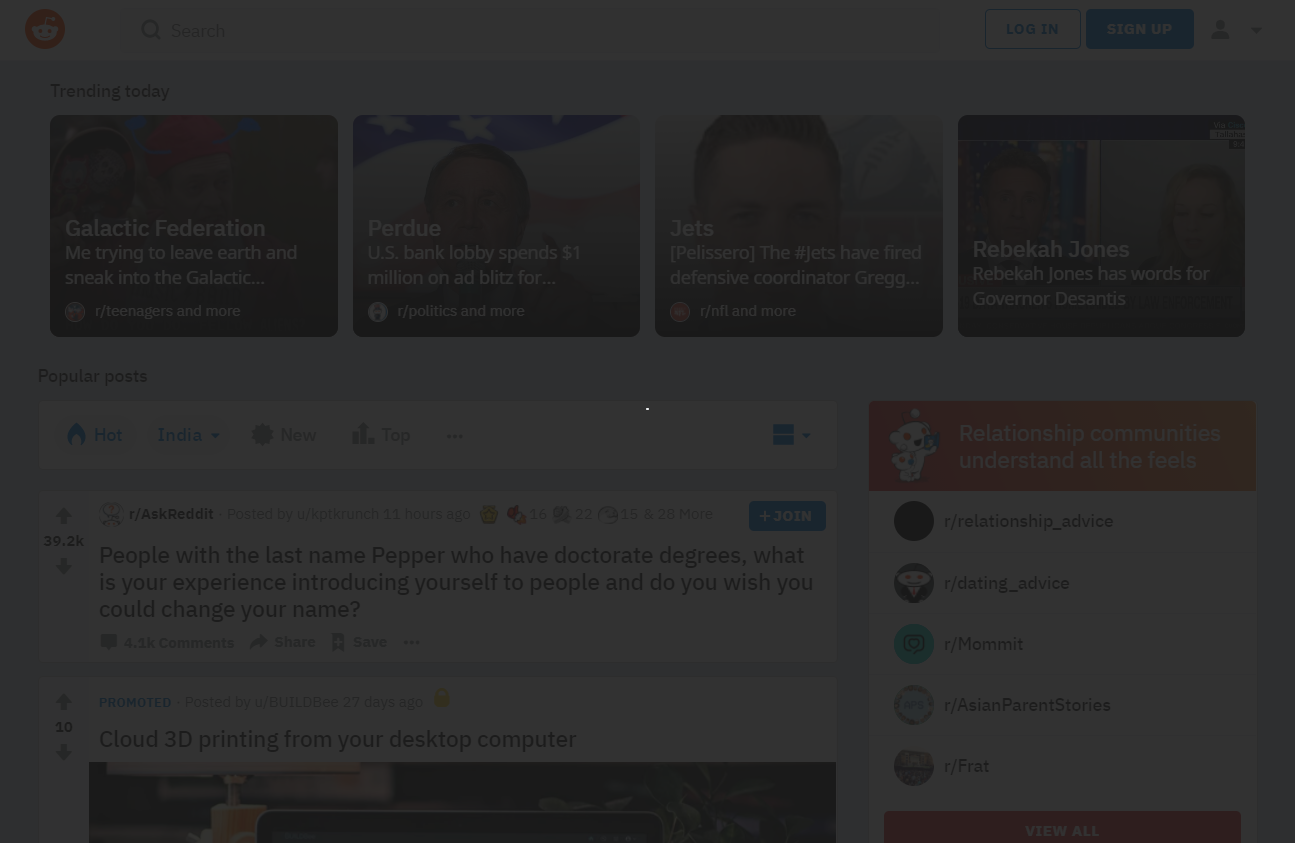 Search
LOG IN
SIGN UP
Trending today
Galactic Federation
Me trying to leave earth and
sneak into the Galactic...
r/teenagers and more
Perdue
U.S. bank lobby spends $1
million on ad blitz for...
r/politics and more
Jets
[Pelissero] The #Jets have fired
defensive coordinator Gregg...
r/nfl and more
Via
Rebekah Jones
Rebekah Jones has words for
Governor Desantis
Popular posts
Hot
India
New
Top
r/AskReddit · Posted by u/kptkrunch 11 hours ago 16 22 15 & 28 More
+ JOIN
39.2k
People with the last name Pepper who have doctorate degrees, what
is your experience introducing yourself to people and do you wish you
could change your name?
4.1k Comments
Share
Save
PROMOTED · Posted by u/BUILDBee 27 days ago
10
Cloud 3D printing from your desktop computer
Relationship communities
understand all the feels
r/relationship_advice
r/dating_advice
r/Mommit
APS
r/AsianParentStories
r/Frat
VIEW ALL